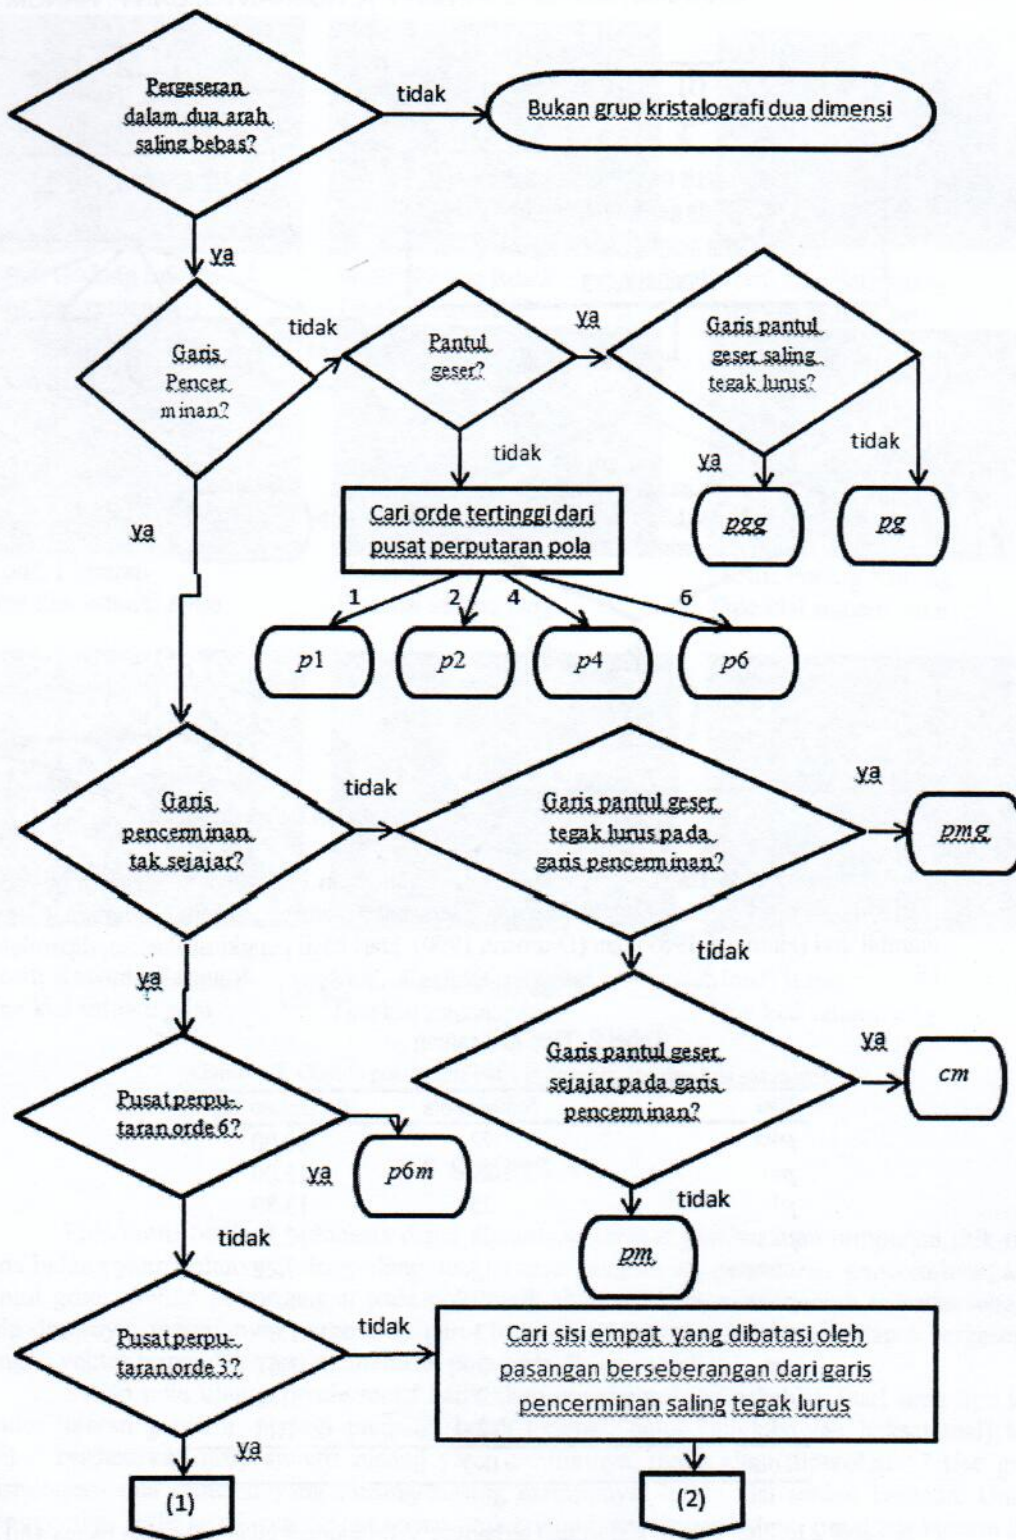 Pergeseran
dalam dua arah
saling bebas?
tidak
Bukan grup kristalografi dua dimensi
ya
Garis
Pencer
minan?
tidak
Pantul
geser?
ya
Garis pantul
geser saling
tegak lurus?
ya
tidak
tidak
pgg
pg
ya
Cari orde tertinggi dari
pusat perputaran pola
1
2
4
6
p1
p2
p4
p6
Garis
pencerminan
tak sejajar?
tidak
Garis pantul geser
tegak lurus pada
garis pencerminan?
ya
pmg
tidak
ya
Garis pantul geser
sejajar pada garis
pencerminan?
ya
cm
Pusat perpu-
taran orde 6?
ya
p6m
tidak
pm
tidak
Pusat perpu-
taran orde 3?
tidak
Cari sisi empat yang dibatasi oleh
pasangan berseberangan dari garis
pencerminan saling tegak lurus
ya
(1)
(2)